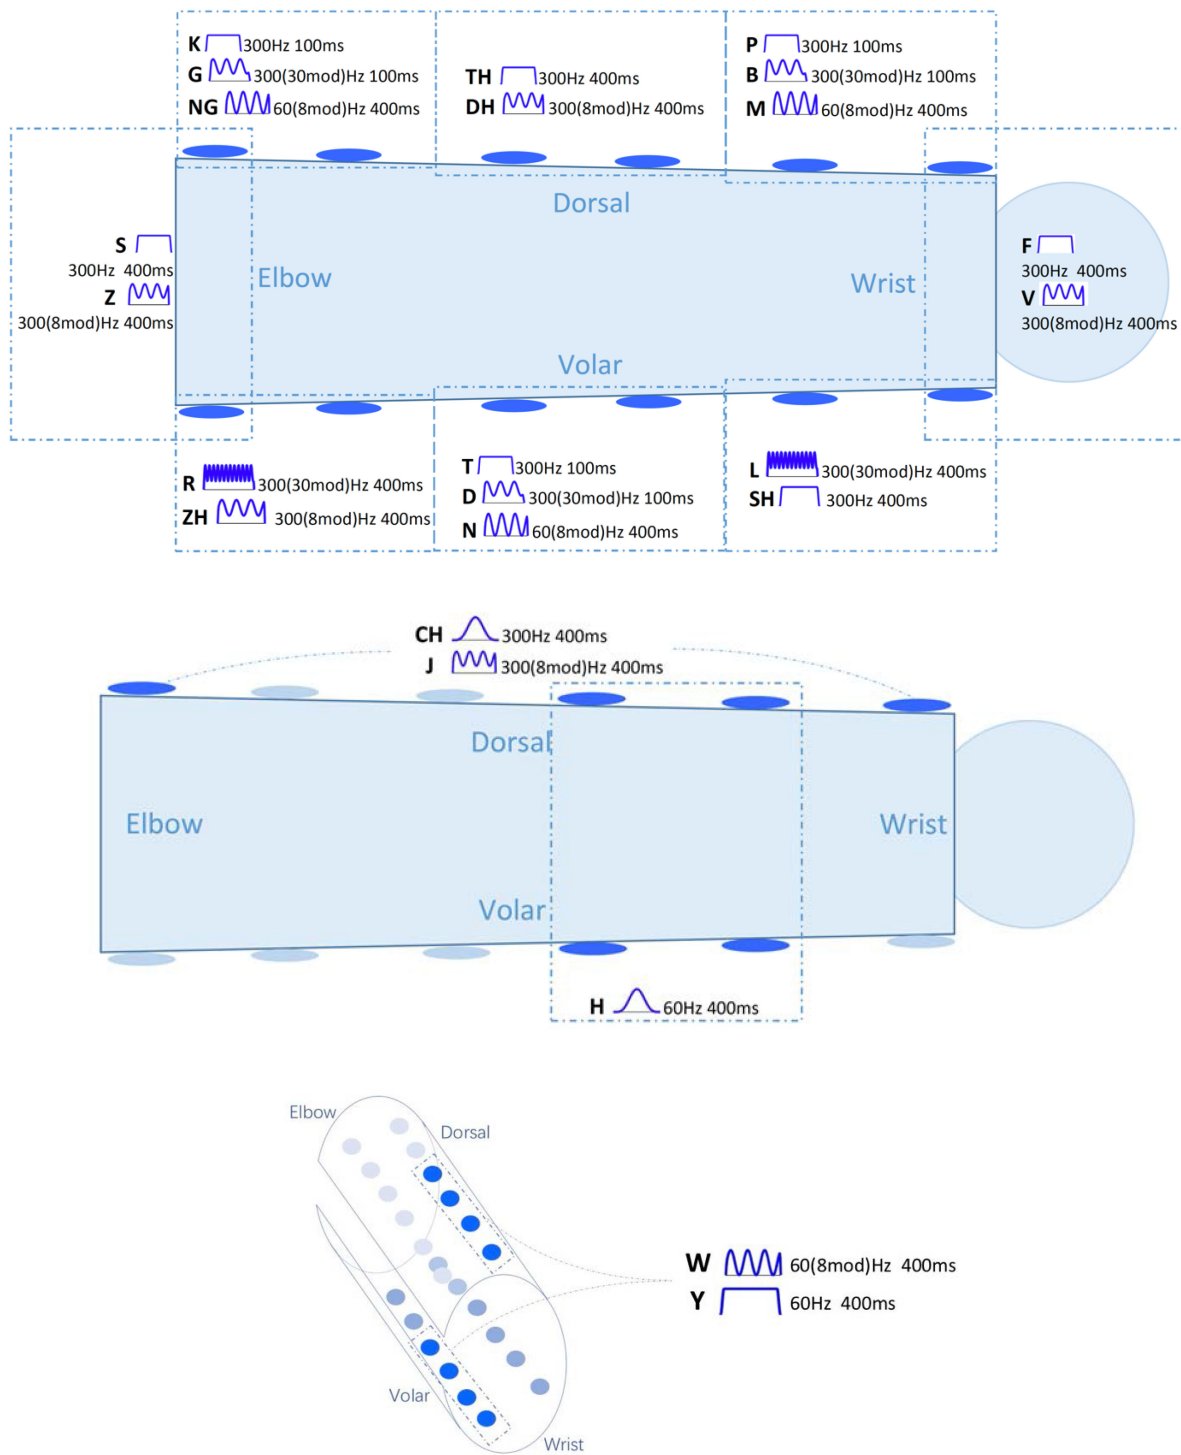 K 300Hz 100ms
G 300(30mod)Hz 100ms
NG 60(8mod)Hz 400ms
TH 300Hz 400ms
DH 300(8mod)Hz 400ms
P 300Hz 100ms
B 300(30mod)Hz 100ms
M 60(8mod)Hz 400ms
Dorsal
S
300Hz 400ms
Z
300(8mod)Hz 400ms
Elbow
Wrist
F
300Hz 400ms
V
300(8mod)Hz 400ms
Volar
R 300(30mod)Hz 400ms
ZH 300(8mod)Hz 400ms
T 300Hz 100ms
D 300(30mod)Hz 100ms
N 60(8mod)Hz 400ms
L 300(30mod)Hz 400ms
SH 300Hz 400ms
CH 300Hz 400ms
J 300(8mod)Hz 400ms
Dorsal
Elbow
Wrist
Volar
H 60Hz 400ms
Elbow
Dorsal
W 60(8mod)Hz 400ms
Y 60Hz 400ms
Volar
Wrist